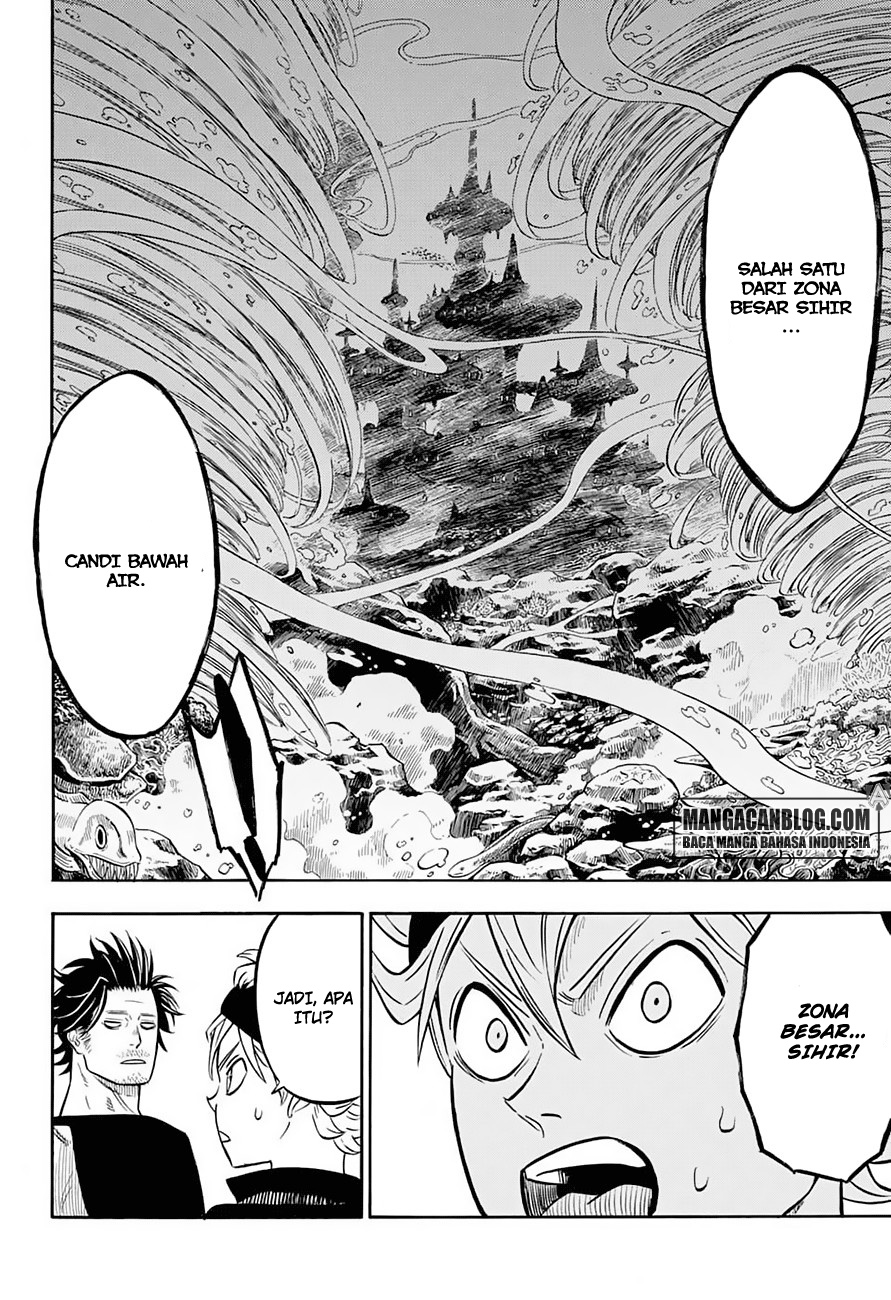 SALAH SATU
DARI ZONA
BESAR SIHIR
...
CANDI BAWAH
AIR.
MANGACANBLOG.COM
BACA MANGA BAHASA INDONESIA
ZONA
BESAR...
SIHIR!
JADI, APA
ITU?